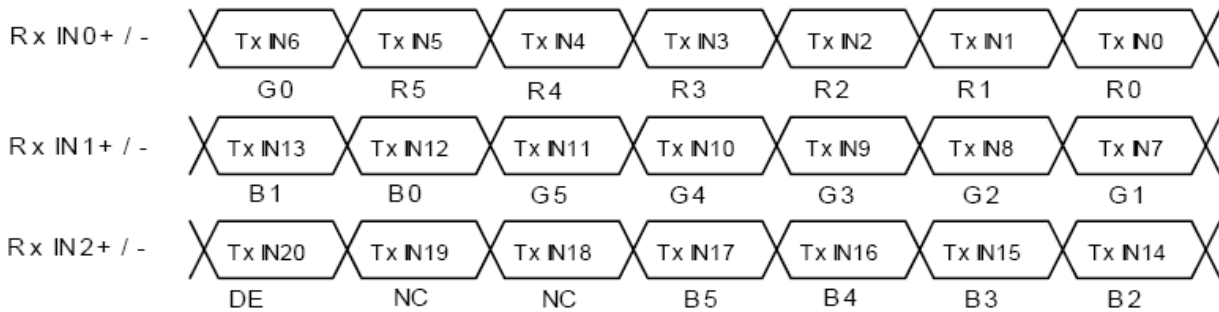 Rx IN0+ / - Tx IN6 Tx IN5 Tx IN4 Tx IN3 Tx IN2 Tx IN1 Tx IN0
G0 R5 R4 R3 R2 R1 R0
Rx IN1+ / - Tx IN13 Tx IN12 Tx IN11 Tx IN10 Tx IN9 Tx IN8 Tx IN7
B1 B0 G5 G4 G3 G2 G1
Rx IN2+ / - Tx IN20 Tx IN19 Tx IN18 Tx IN17 Tx IN16 Tx IN15 Tx IN14
DE NC NC B5 B4 B3 B2